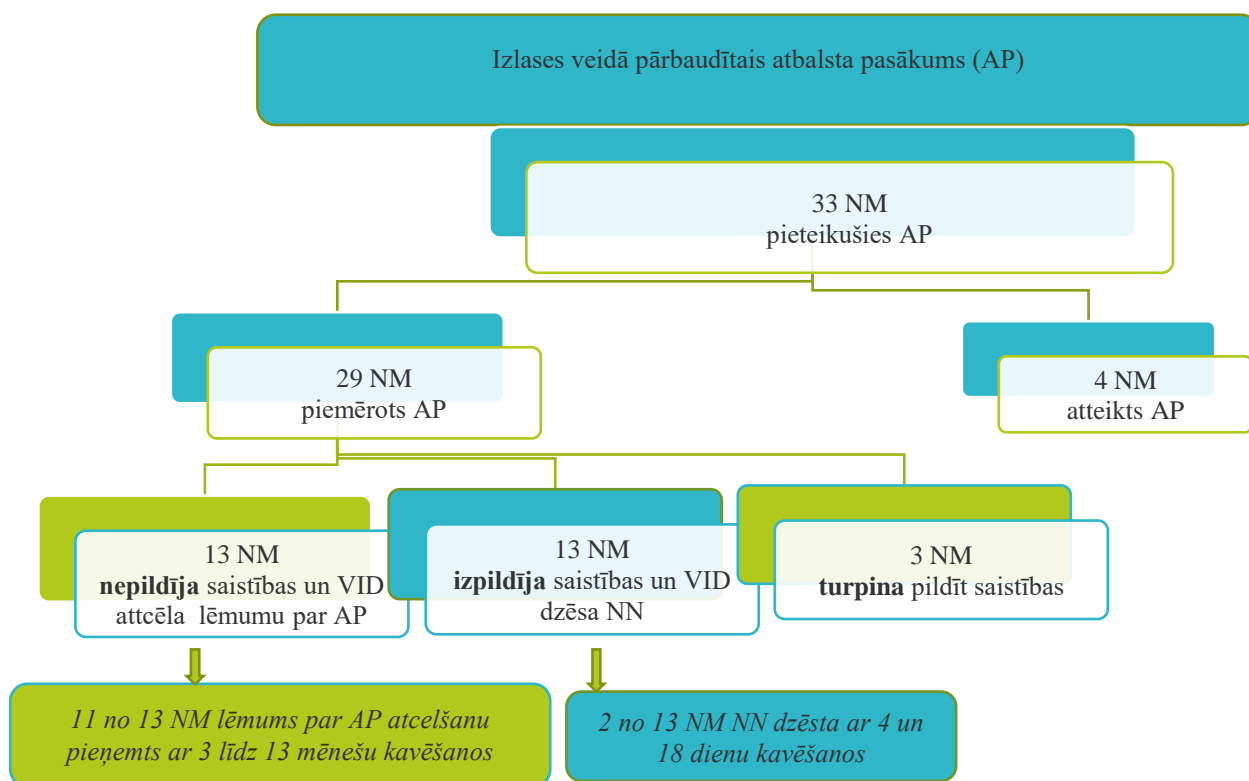 Izlases veidā pārbaudītais atbalsta pasākums (AP)
33 NM
pieteikušies AP
29 NM
piemērots AP
4 NM
atteikts AP
13 NM
nepildīja saistības un VID
attcēla lēmumu par AP
13 NM
izpildīja saistības un VID
dzēsa NN
3 NM
turpina pildīt saistības
11 no 13 NM lēmums par AP atcelšanu
pieņemts ar 3 līdz 13 mēnešu kavēšanos
2 no 13 NM NN dzēsta ar 4 un
18 dienu kavēšanos